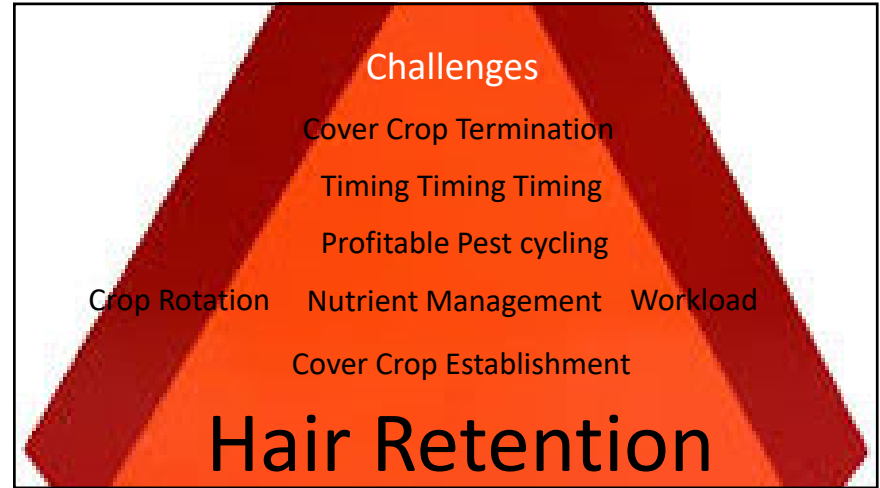 Challenges
Cover Crop Termination
Timing Timing Timing
Profitable Pest cycling
Crop Rotation Nutrient Management Workload
Cover Crop Establishment
Hair Retention